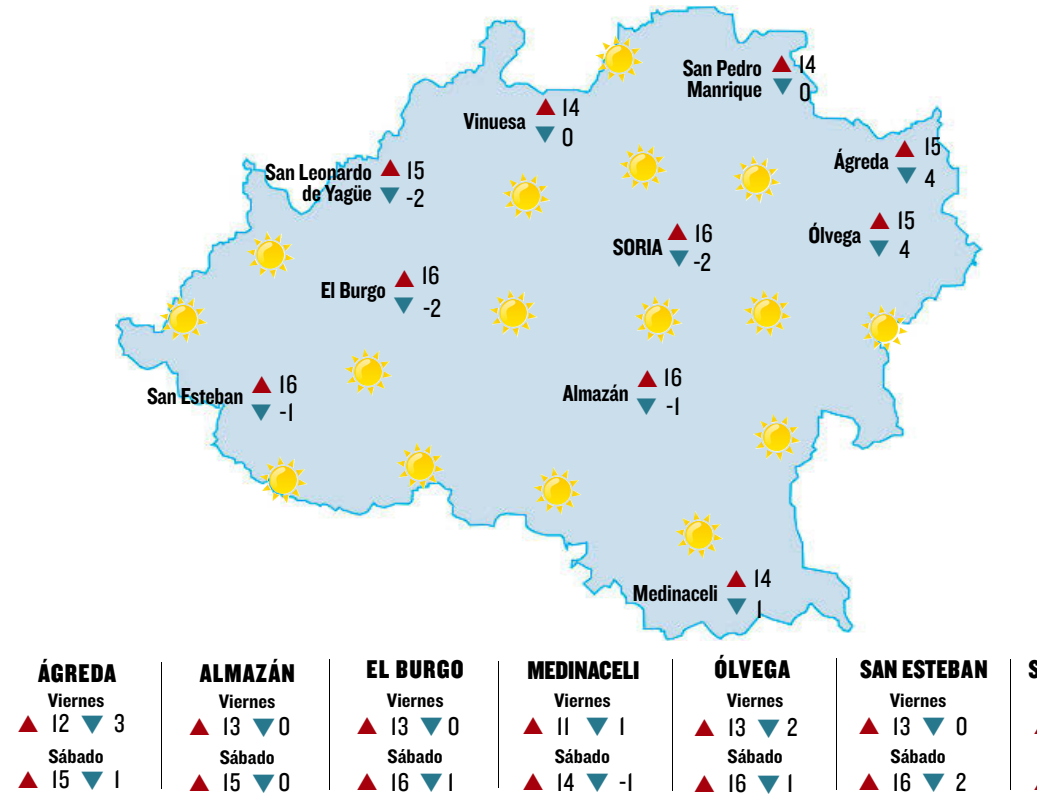 San Pedro
Manrique
14
0
Vinuesa
14
0
Ágreda
15
4
San Leonardo
de Yagüe
15
-2
SORIA
16
-2
Ólvega
15
4
El Burgo
16
-2
San Esteban
16
-1
Almazán
16
-1
Medinaceli
14
1
ÁGREDA
Viernes
12 3
Sábado
15 1
ALMAZÁN
Viernes
13 0
Sábado
15 0
EL BURGO
Viernes
13 0
Sábado
16 1
MEDINACELI
Viernes
11 1
Sábado
14 -1
ÓLVEGA
Viernes
13 2
Sábado
16 1
SAN ESTEBAN
Viernes
13 0
Sábado
16 2
S